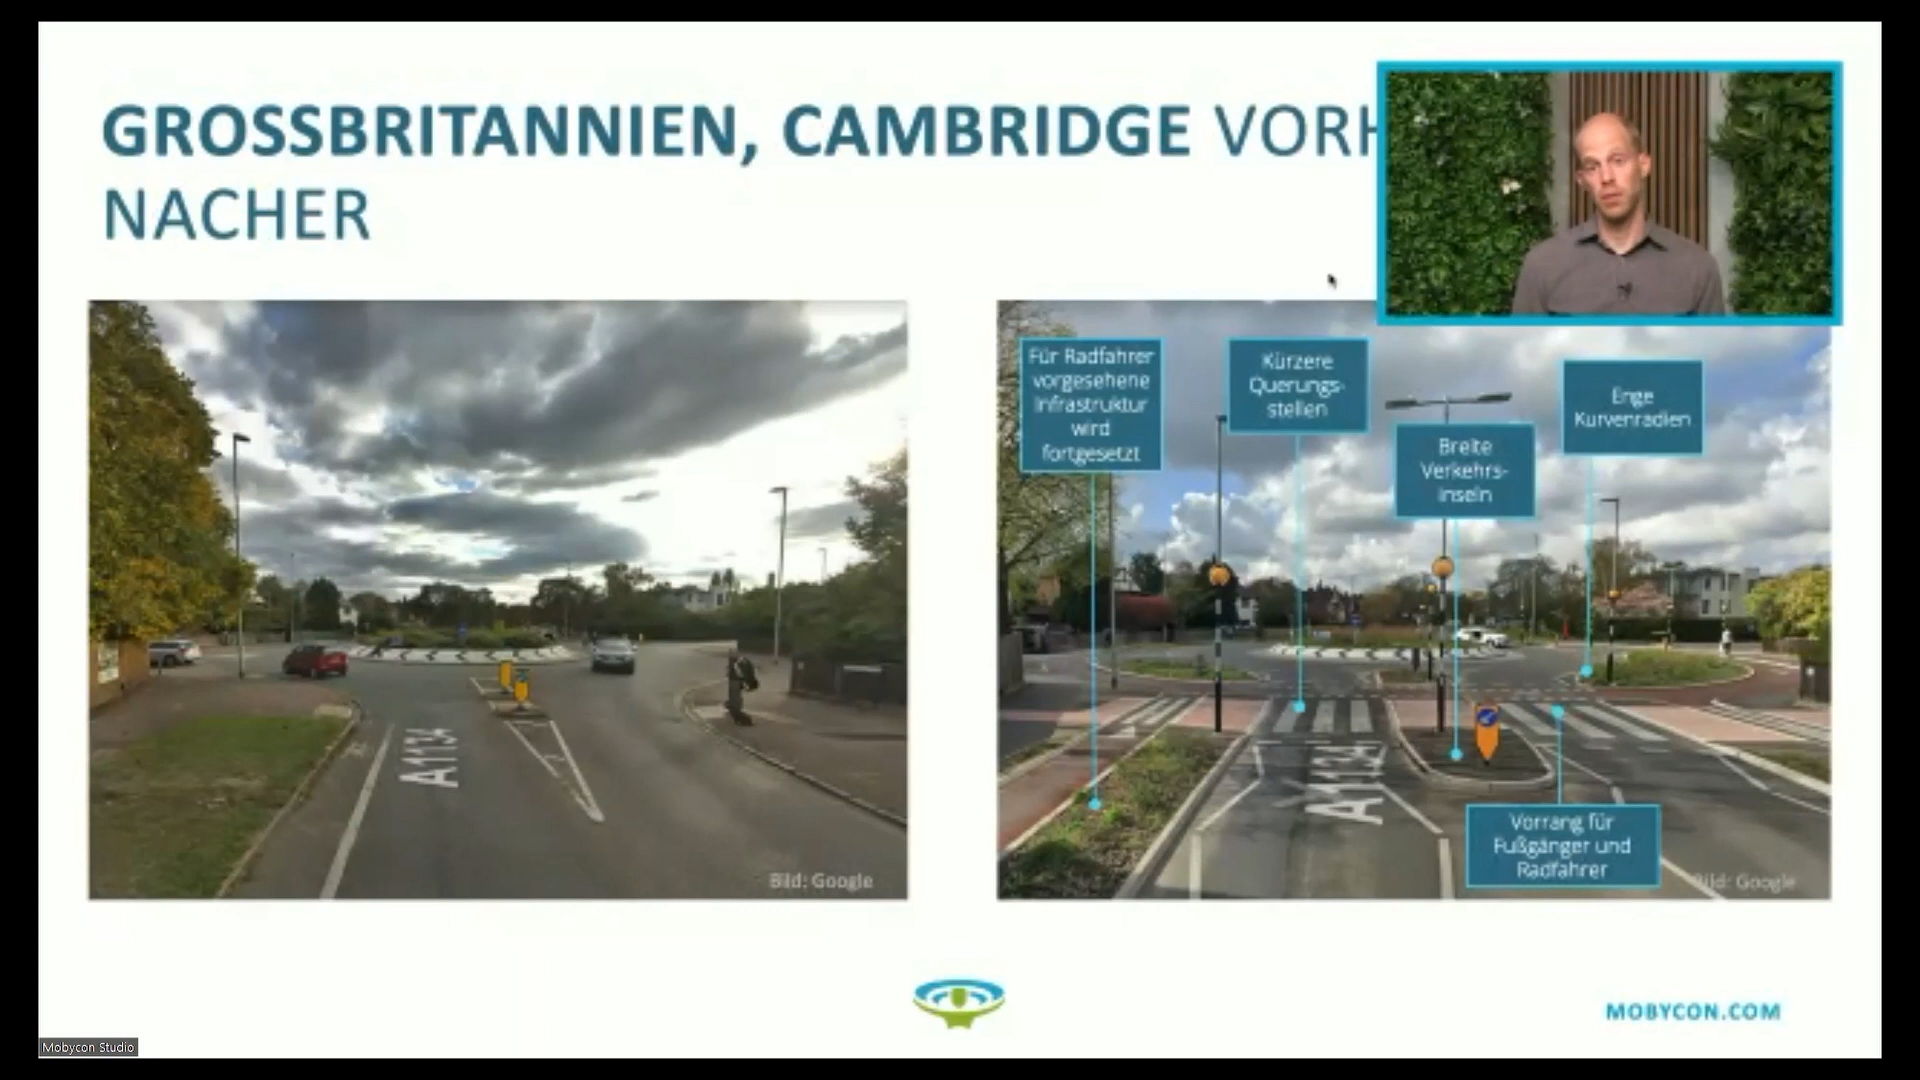 GROSSBRITANNIEN, CAMBRIDGE VORH
NACHER
A1134
Bild: Google
Für Radfahrer
vorgesehene
Infrastruktur
wird
fortgesetzt
Kürzere
Querungs-
stellen
Breite
Verkehrs-
inseln
Enge
Kurvenradien
A1134
Vorrang für
Fußgänger und
Radfahrer
Bild: Google
MOBYCON.COM
Mobycon Studio